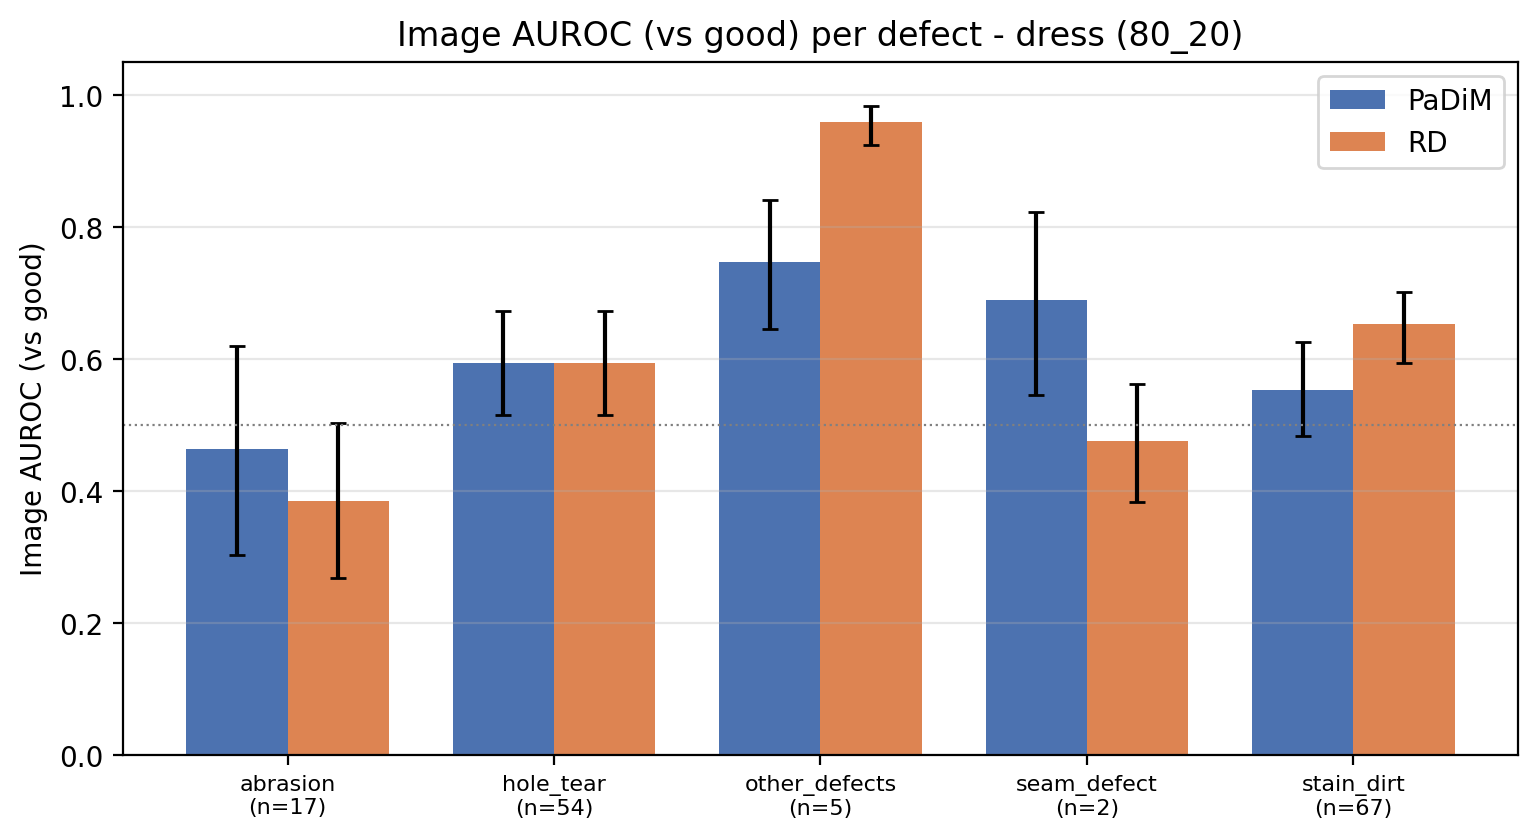 Image AUROC (vs good) per defect - dress (80_20)
PaDiM
RD
Image AUROC (vs good)
1.0
0.8
0.6
0.4
0.2
0.0
abrasion
(n=17)
hole_tear
(n=54)
other_defects
(n=5)
seam_defect
(n=2)
stain_dirt
(n=67)